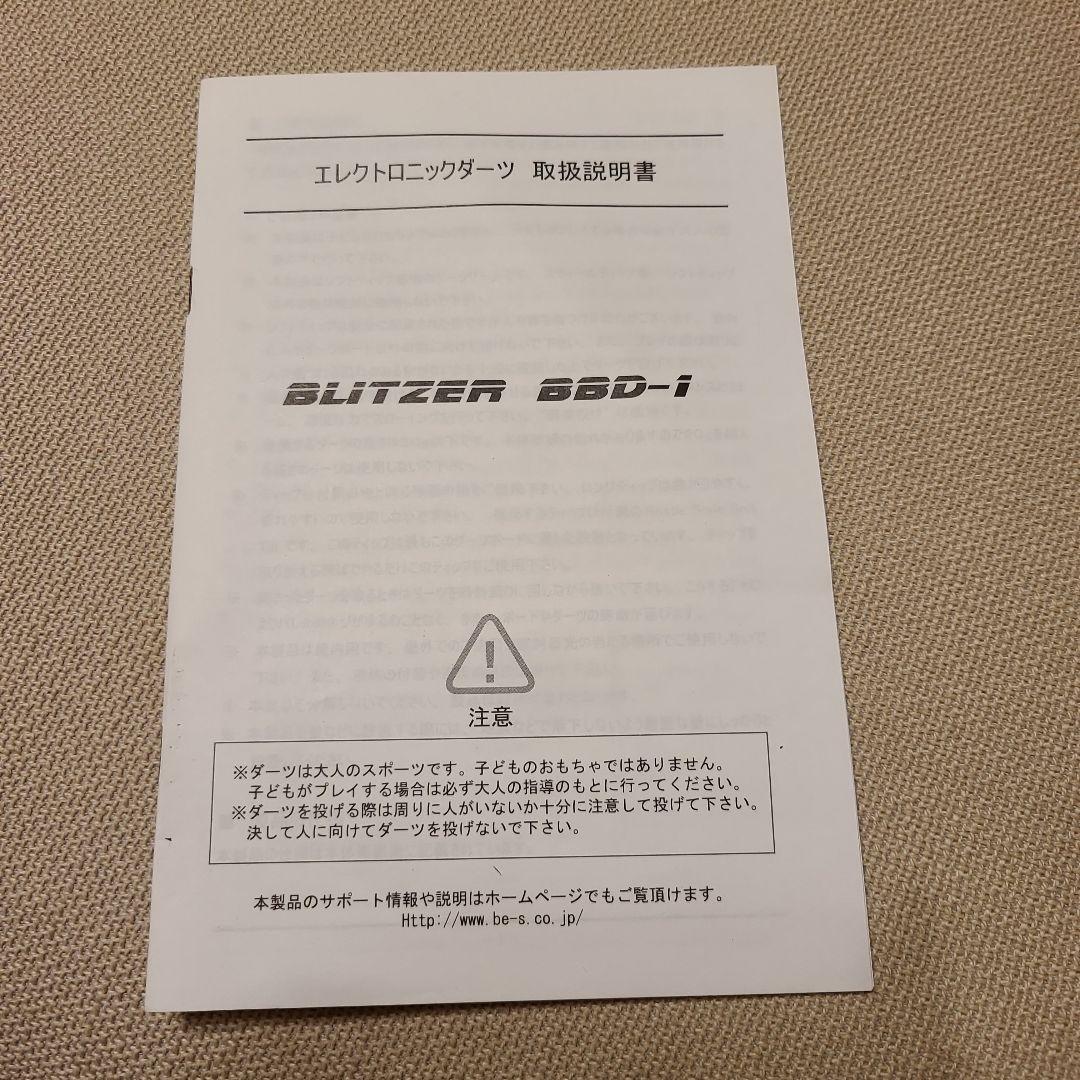 エレクトロニックダーツ 取扱説明書
BLITZER BBD-1
注意
※ダーツは大人のスポーツです。子どものおもちゃではありません。
子どもがプレイする場合は必ず大人の指導のもとに行ってください。
※ダーツを投げる際は周りに人がいないか十分に注意して投げて下さい。
決して人に向けてダーツを投げないで下さい。
本製品のサポート情報や説明はホームページでもご覧頂けます。
Http://www.be-s.co.jp/